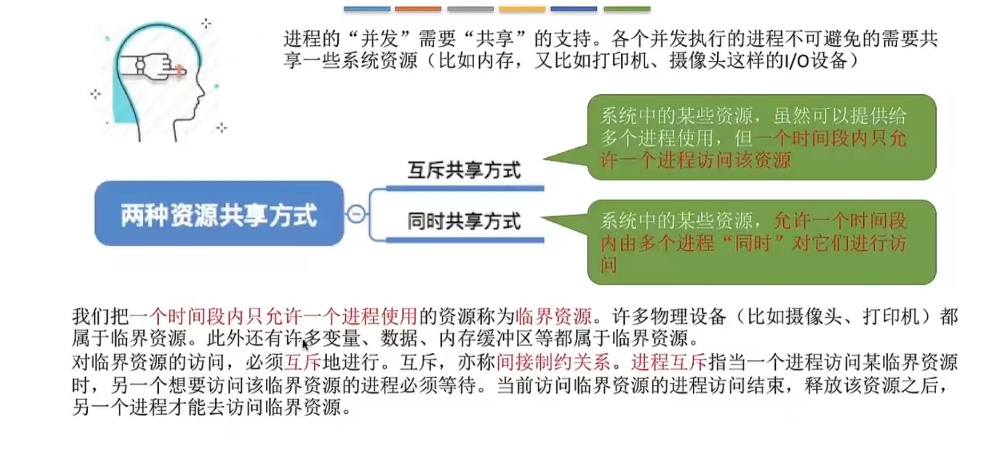 进程的“并发”需要“共享”的支持。各个并发执行的进程不可避免的需要共
享一些系统资源（比如内存，又比如打印机、摄像头这样的I/O设备）
系统中的某些资源，虽然可以提供给
多个进程使用，但一个时间段内只允
许一个进程访问该资源
互斥共享方式
两种资源共享方式
同时共享方式
系统中的某些资源，允许一个时间段
内由多个进程“同时”对它们进行访
问
我们把一个时间段内只允许一个进程使用的资源称为临界资源。许多物理设备（比如摄像头、打印机）都
属于临界资源。此外还有许多变量、数据、内存缓冲区等都属于临界资源。
对临界资源的访问，必须互斥地进行。互斥，亦称间接制约关系。进程互斥指当一个进程访问某临界资源
时，另一个想要访问该临界资源的进程必须等待。当前访问临界资源的进程访问结束，释放该资源之后，
另一个进程才能去访问临界资源。